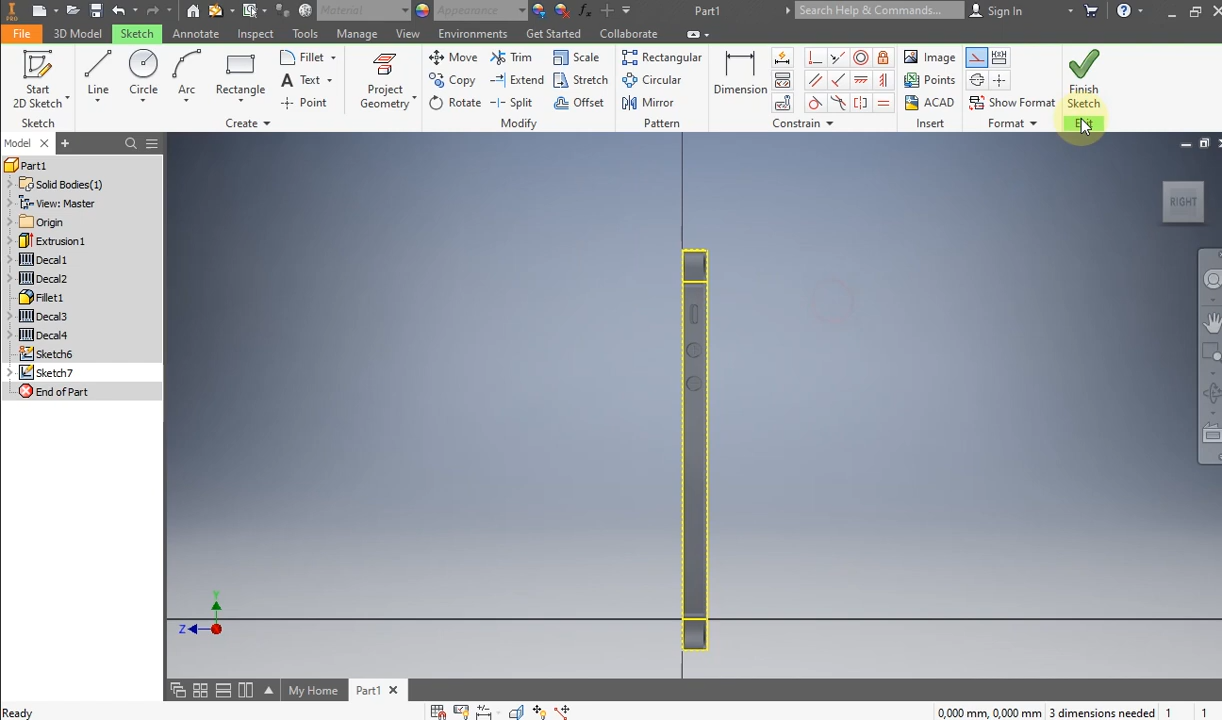 PRO
Material
Appearance
Part1
Search Help & Commands...
Sign In
File
3D Model
Sketch
Annotate
Inspect
Tools
Manage
View
Environments
Get Started
Collaborate
Start
2D Sketch
Line
Circle
Arc
Rectangle
Fillet
Text
Point
Project
Geometry
Move
Copy
Rotate
Trim
Extend
Split
Scale
Stretch
Offset
Rectangular
Circular
Mirror
Dimension
Image
Points
ACAD
Show Format
Finish
Sketch
Sketch
Create
Modify
Pattern
Constrain
Insert
Format
Model
Part1
Solid Bodies(1)
View: Master
Origin
Extrusion1
Decal1
Decal2
Fillet1
Decal3
Decal4
Sketch6
Sketch7
End of Part
RIGHT
Y
Z
My Home
Part1
Ready
0,000 mm, 0,000 mm
3 dimensions needed
1
1